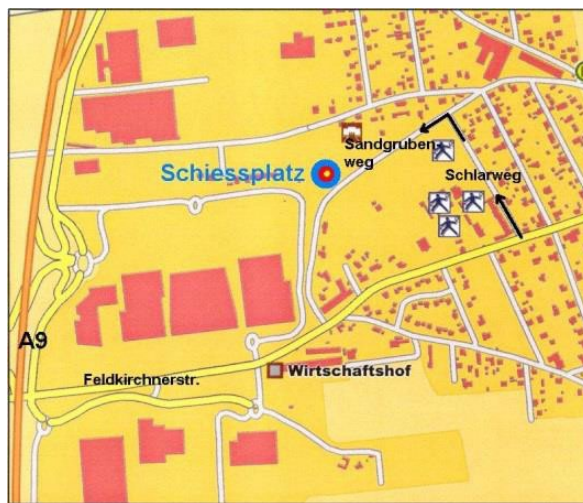 Sandgruben
weg
Schiessplatz
Schlarweg
A9
Wirtschaftshof
Feldkirchnerstr.